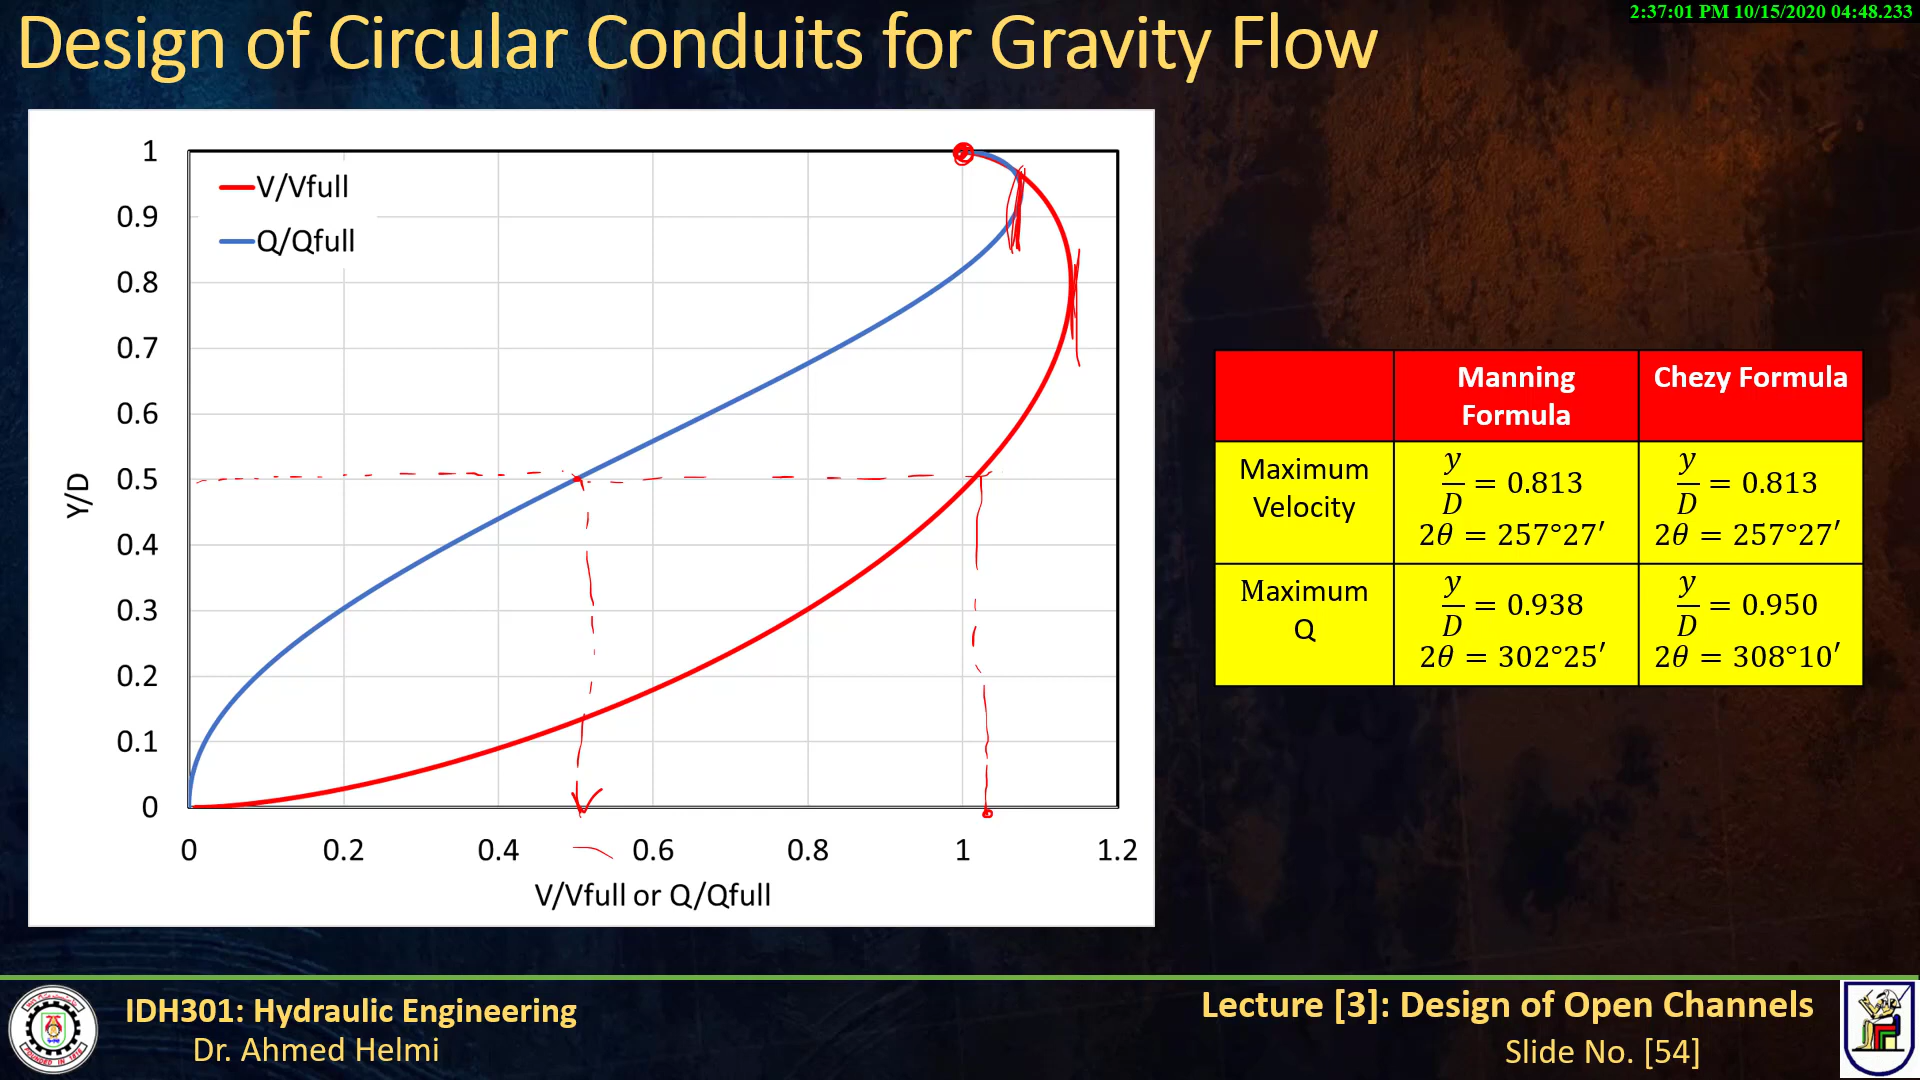 2:37:01 PM 10/15/2020 04:48.233
Design of Circular Conduits for Gravity Flow
V/Vfull
Q/Qfull
1
0.9
0.8
0.7
0.6
0.5
0.4
0.3
0.2
0.1
0
Y/D
0 0.2 0.4 0.6 0.8 1 1.2
V/Vfull or Q/Qfull
Manning Formula Chezy Formula
Maximum Velocity
y/D = 0.813
2θ = 257°27′
y/D = 0.813
2θ = 257°27′
Maximum Q
y/D = 0.938
2θ = 302°25′
y/D = 0.950
2θ = 308°10′
IDH301: Hydraulic Engineering
Dr. Ahmed Helmi
Lecture [3]: Design of Open Channels
Slide No. [54]